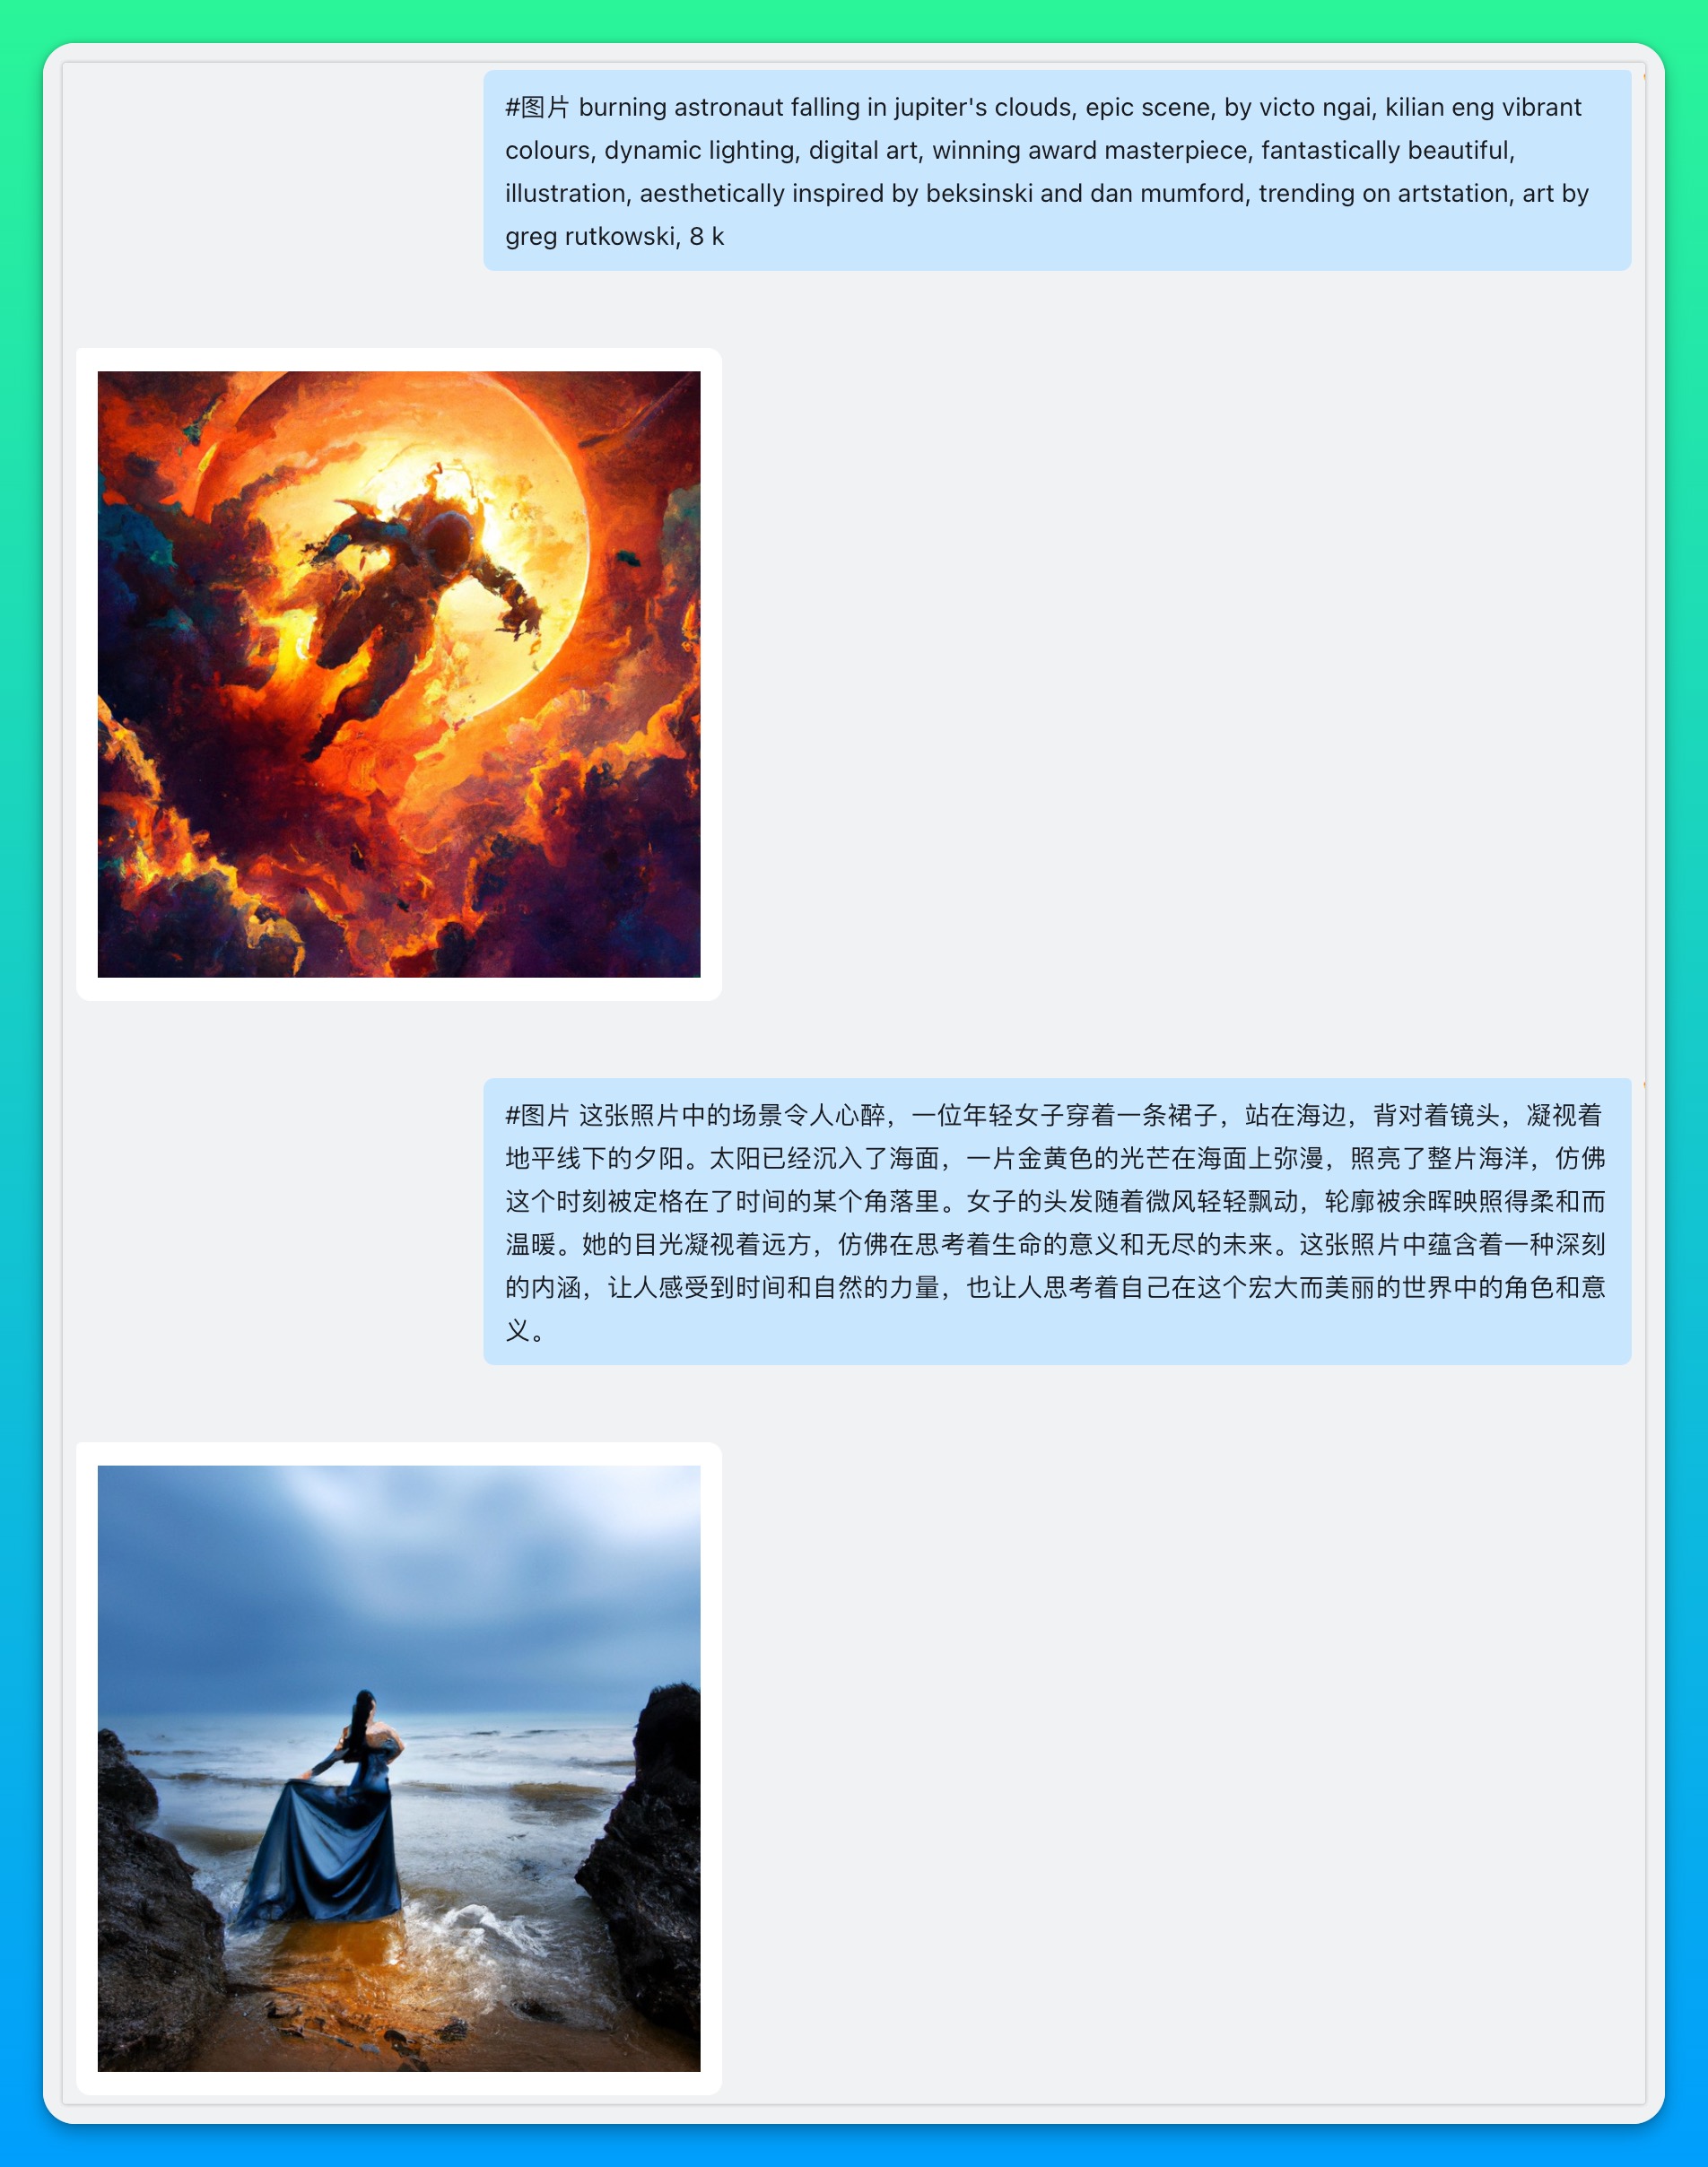 #图片 burning astronaut falling in jupiter's clouds, epic scene, by victo ngai, kilian eng vibrant
colours, dynamic lighting, digital art, winning award masterpiece, fantastically beautiful,
illustration, aesthetically inspired by beksinski and dan mumford, trending on artstation, art by
greg rutkowski, 8 k
#图片 这张照片中的场景令人心醉，一位年轻女子穿着一条裙子，站在海边，背对着镜头，凝视着
地平线下的夕阳。太阳已经沉入了海面，一片金黄色的光芒在海面上弥漫，照亮了整片海洋，仿佛
这个时刻被定格在了时间的某个角落里。女子的头发随着微风轻轻飘动，轮廓被余晖映照得柔和而
温暖。她的目光凝视着远方，仿佛在思考着生命的意义和无尽的未来。这张照片中蕴含着一种深刻
的内涵，让人感受到时间和自然的力量，也让人思考着自己在这个宏大而美丽的世界中的角色和意
义。